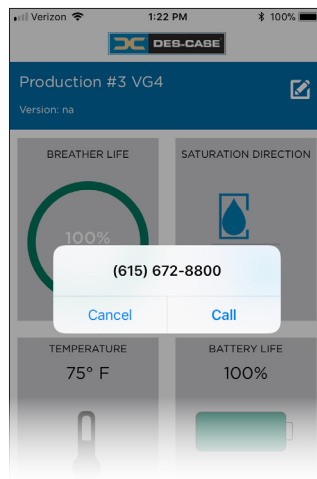 Verizon 1:22 PM 100%
DES-CASE
Production #3 VG4
Version: na
BREATHER LIFE SATURATION DIRECTION
100%
(615) 672-8800
Cancel Call
TEMPERATURE BATTERY LIFE
75° F 100%